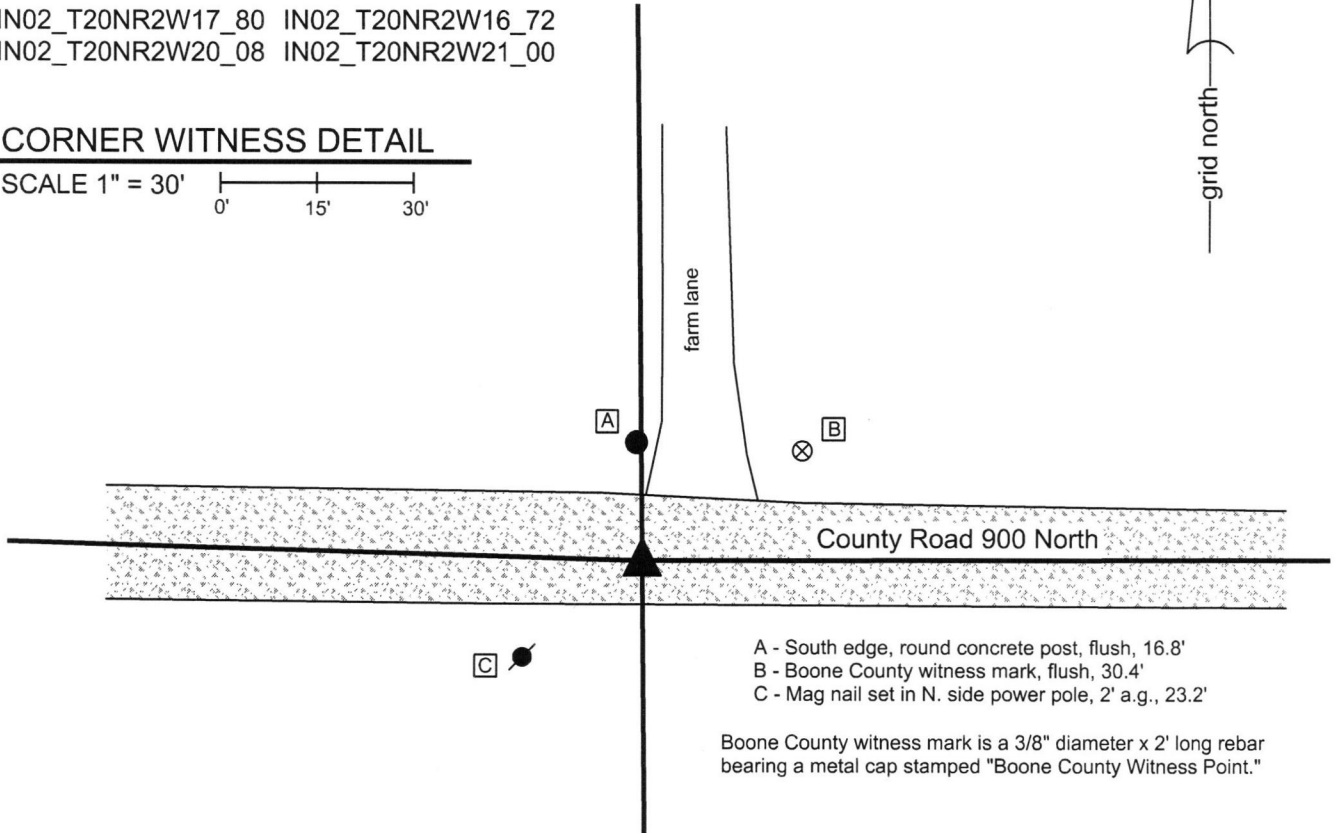 IN02_T20NR2W17_80 IN02_T20NR2W16_72
IN02_T20NR2W20_08 IN02_T20NR2W21_00
grid north
CORNER WITNESS DETAIL
SCALE 1" = 30'
0' 15' 30'
farm lane
A
B
County Road 900 North
C
A - South edge, round concrete post, flush, 16.8'
B - Boone County witness mark, flush, 30.4'
C - Mag nail set in N. side power pole, 2' a.g., 23.2'
Boone County witness mark is a 3/8" diameter x 2' long rebar
bearing a metal cap stamped "Boone County Witness Point."